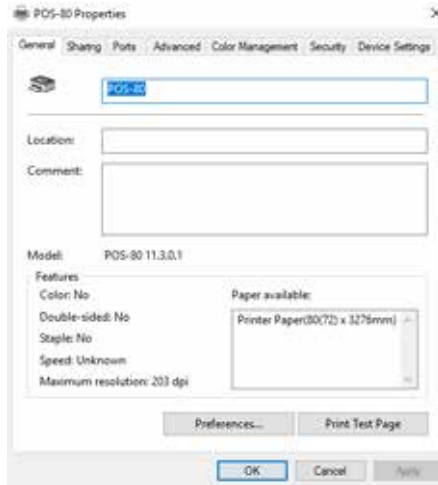 POS-80 Properties
General Sharing Ports Advanced Color Management Security Device Settings
POS-80
Location:
Comment:
Model: POS-80 11.3.0.1
Features
Color: No
Double-sided: No
Staple: No
Speed: Unknown
Maximum resolution: 203 dpi
Paper available:
Printer Paper(80(72) x 3276mm)
Preferences... Print Test Page
OK Cancel Apply